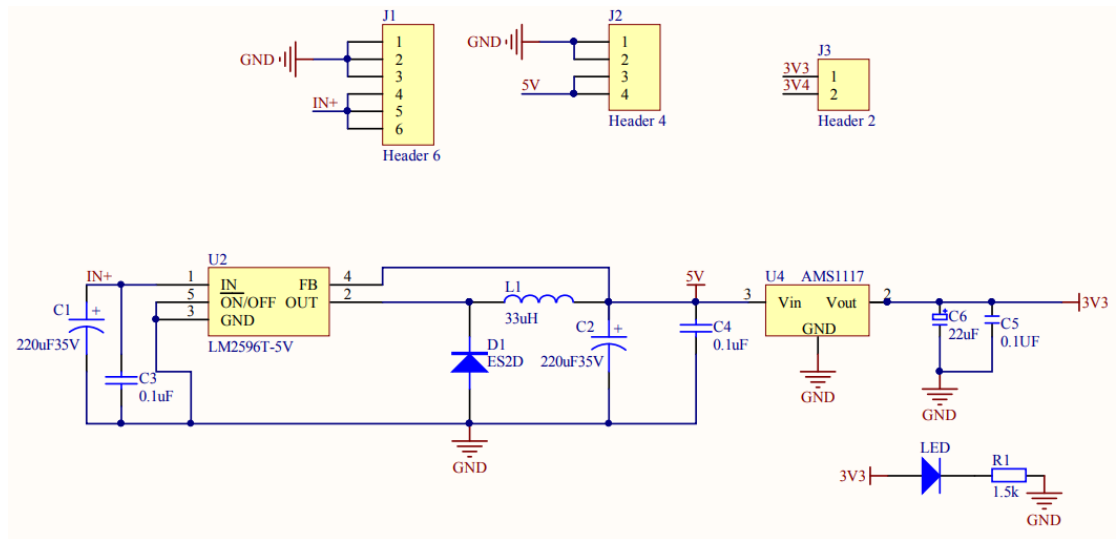 J1
GND
1
2
3
4
5
6
IN+
Header 6
J2
GND
1
2
3
4
5V
Header 4
J3
3V3
3V4
1
2
Header 2
U2
IN+
1
5
3
IN
ON/OFF
GND
FB
OUT
4
2
LM2596T-5V
C1
+
220uF35V
C3
0.1uF
L1
33uH
D1
ES2D
C2
+
220uF35V
GND
5V
C4
0.1uF
U4
AMS1117
3
Vin
Vout
2
GND
GND
C6
+
22uF
C5
0.1UF
3V3
GND
LED
3V3
R1
1.5k
GND